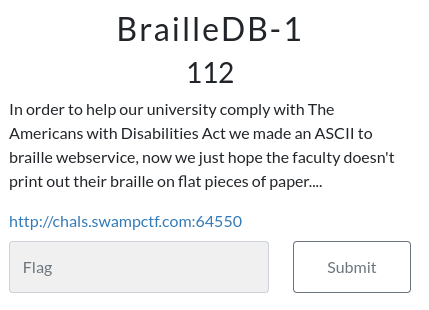 BrailleDB-1
112
In order to help our university comply with The
Americans with Disabilities Act we made an ASCII to
braille webservice, now we just hope the faculty doesn't
print out their braille on flat pieces of paper....
http://chals.swampctf.com:64550
Flag
Submit